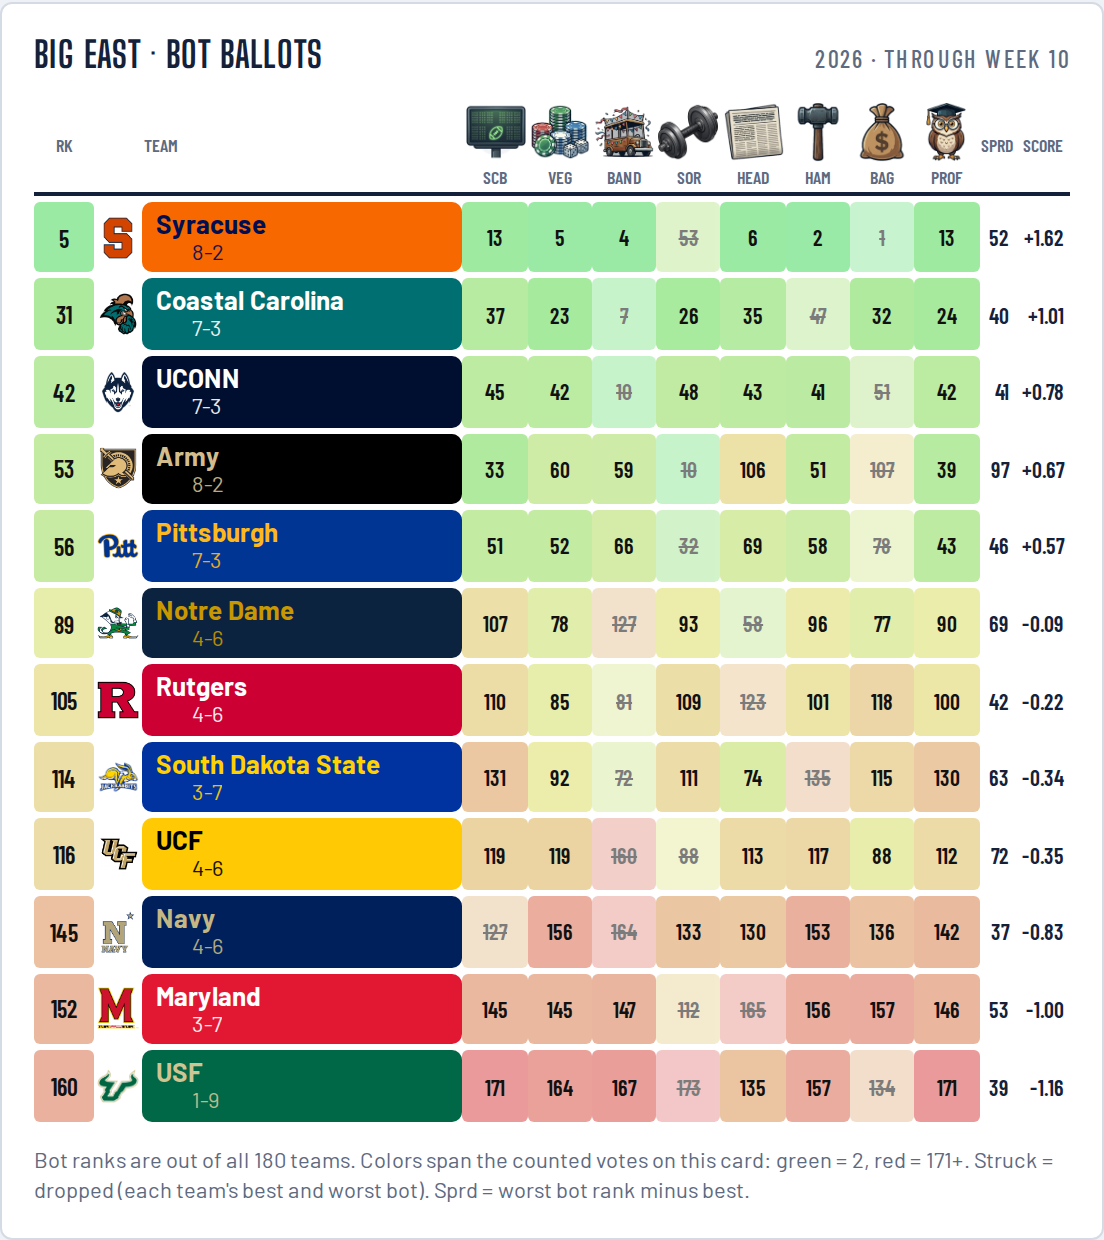 BIG EAST · BOT BALLOTS
2026 · THROUGH WEEK 10
RK TEAM SCB VEG BAND SOR HEAD HAM BAG PROF SPRD SCORE
5 Syracuse 8-2 13 5 4 53 6 2 1 13 52 +1.62
31 Coastal Carolina 7-3 37 23 7 26 35 47 32 24 40 +1.01
42 UCONN 7-3 45 42 10 48 43 41 51 42 41 +0.78
53 Army 8-2 33 60 59 10 106 51 107 39 97 +0.67
56 Pitt Pittsburgh 7-3 51 52 66 32 69 58 78 43 46 +0.57
89 Notre Dame 4-6 107 78 127 93 58 96 77 90 69 -0.09
105 R Rutgers 4-6 110 85 81 109 123 101 118 100 42 -0.22
114 JACKRABBITS South Dakota State 3-7 131 92 72 111 74 135 115 130 63 -0.34
116 UCF UCF 4-6 119 119 160 88 113 117 88 112 72 -0.35
145 N NAVY Navy 4-6 127 156 164 133 130 153 136 142 37 -0.83
152 M Maryland 3-7 145 145 147 112 165 156 157 146 53 -1.00
160 USF 1-9 171 164 167 173 135 157 134 171 39 -1.16
Bot ranks are out of all 180 teams. Colors span the counted votes on this card: green = 2, red = 171+. Struck =
dropped (each team's best and worst bot). Sprd = worst bot rank minus best.